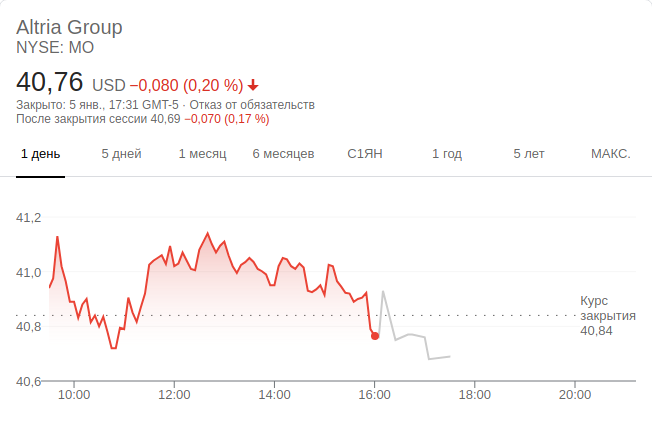 Altria Group
NYSE: MO
40,76 USD −0,080 (0,20 %)
Закрыто: 5 янв., 17:31 GMT-5 · Отказ от обязательств
После закрытия сессии 40,69 −0,070 (0,17 %)
1 день 5 дней 1 месяц 6 месяцев С1ЯН 1 год 5 лет МАКС.
41,2
41,0
40,8
40,6
Курс
закрытия
40,84
10:00 12:00 14:00 16:00 18:00 20:00